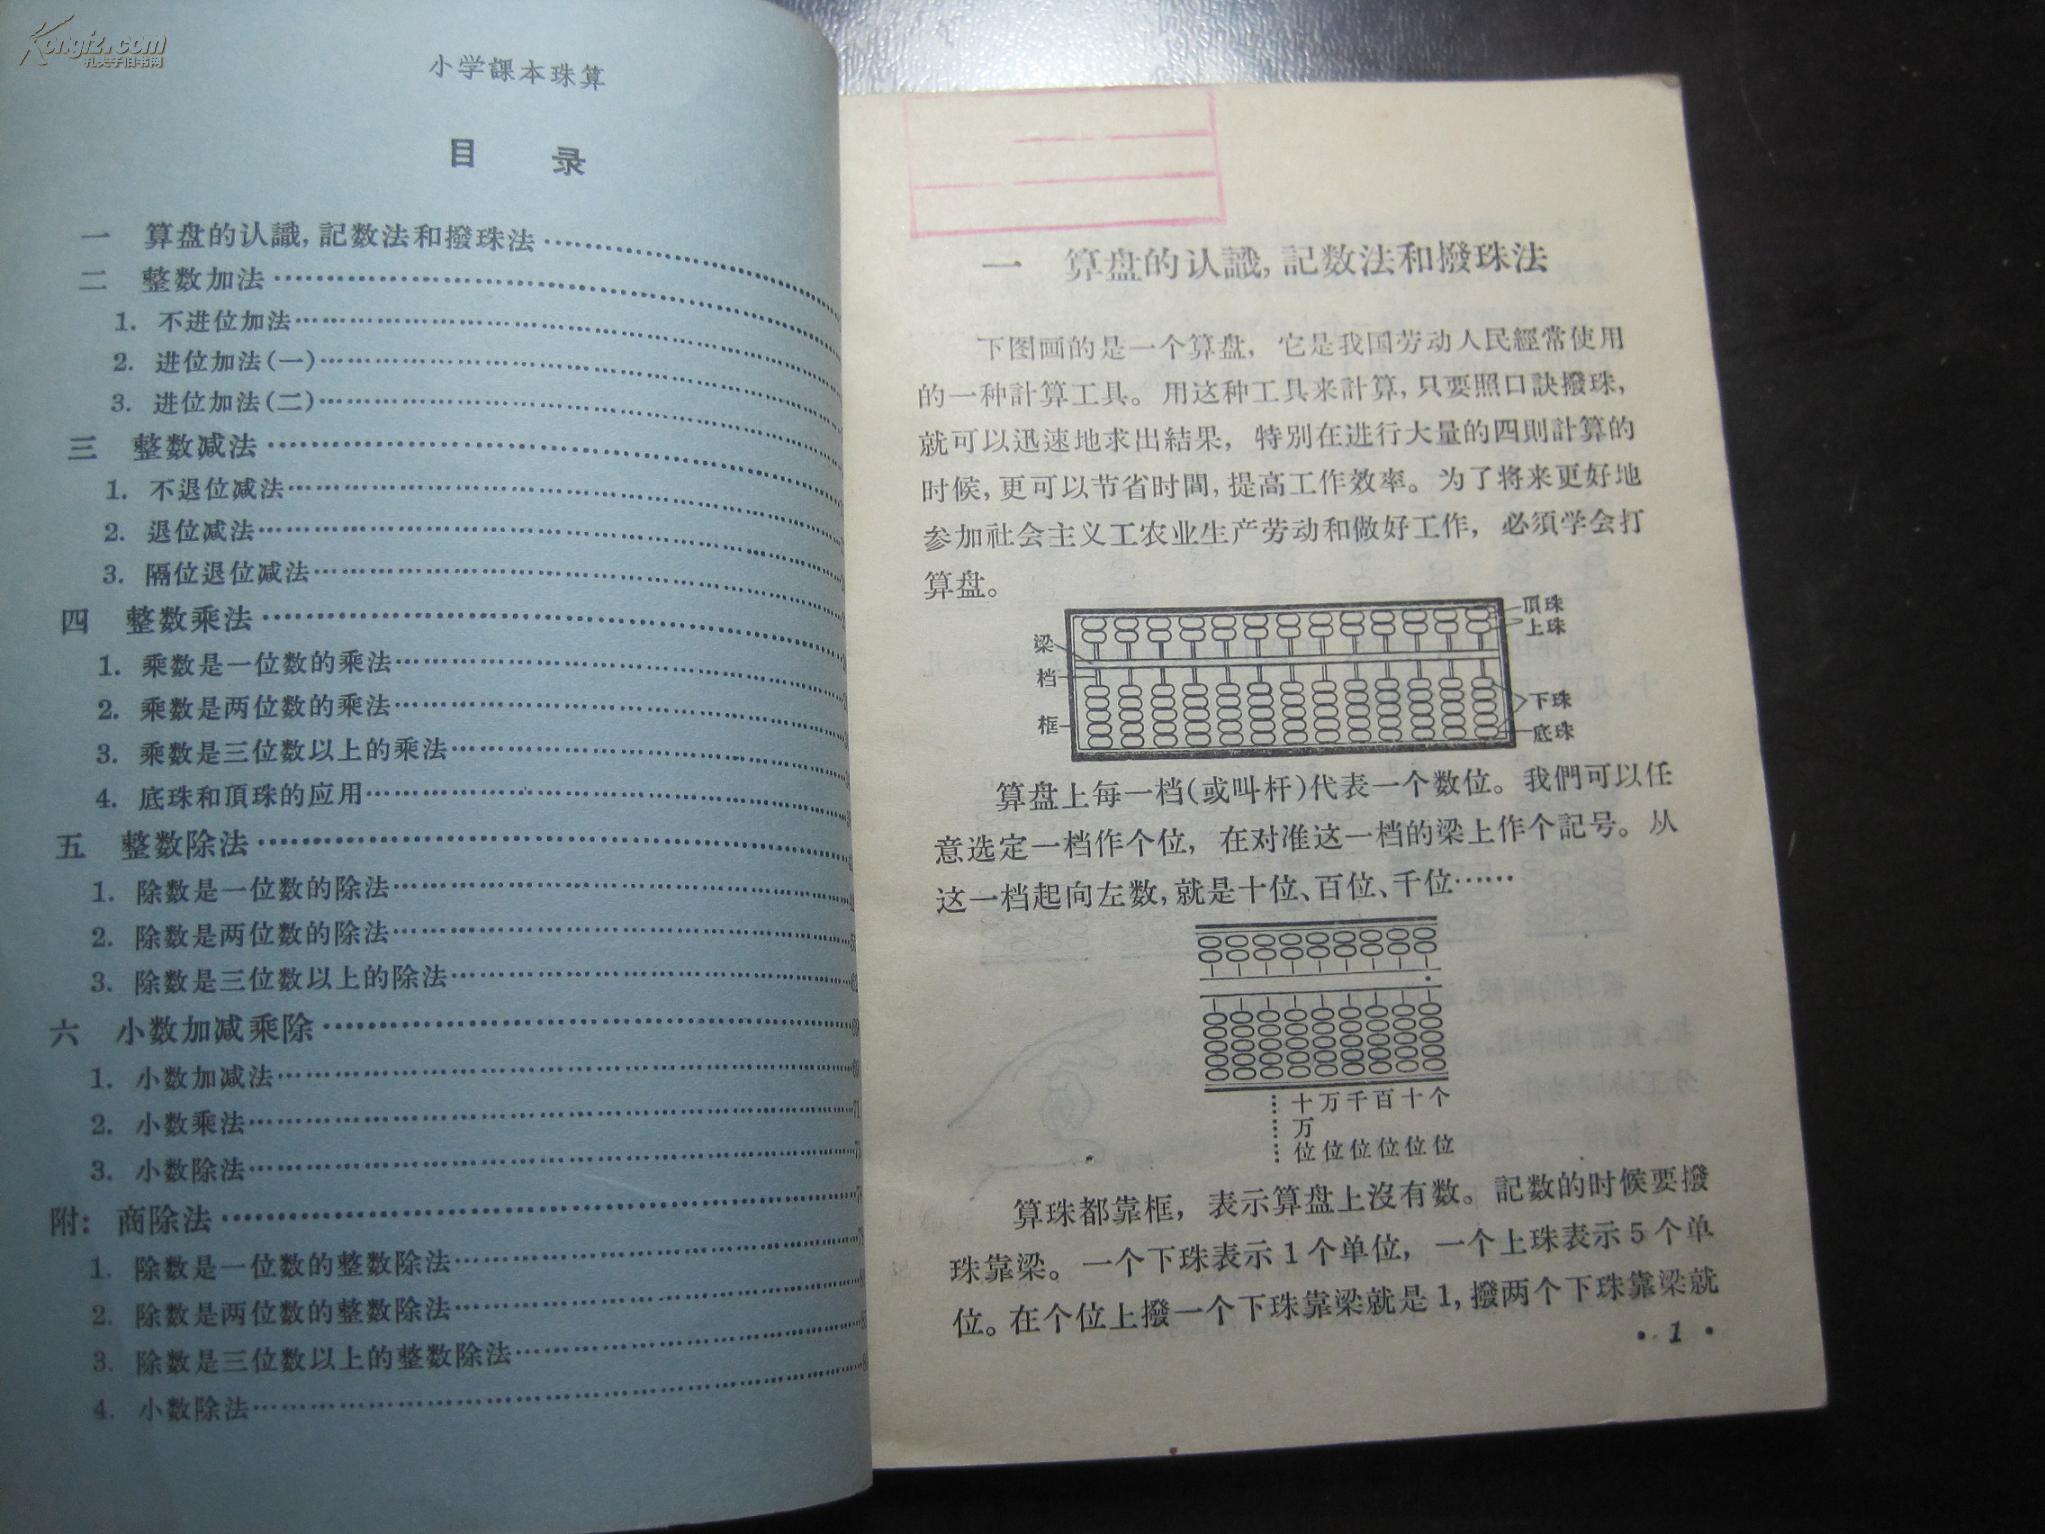 Kongfz.com
孔夫子旧书网
小学課本珠算
目 录
一 算盘的认識,記数法和撥珠法……………………
二 整数加法……………………
1. 不进位加法……………………
2. 进位加法(一)……………………
3. 进位加法(二)……………………
三 整数减法……………………
1. 不退位减法……………………
2. 退位减法……………………
3. 隔位退位减法……………………
四 整数乘法……………………
1. 乘数是一位数的乘法……………………
2. 乘数是两位数的乘法……………………
3. 乘数是三位数以上的乘法……………………
4. 底珠和頂珠的应用……………………
五 整数除法……………………
1. 除数是一位数的除法……………………
2. 除数是两位数的除法……………………
3. 除数是三位数以上的除法……………………
六 小数加减乘除……………………
1. 小数加减法……………………
2. 小数乘法……………………
3. 小数除法……………………
附: 商除法……………………
1. 除数是一位数的整数除法……………………
2. 除数是两位数的整数除法……………………
3. 除数是三位数以上的整数除法……………………
4. 小数除法……………………
一 算盘的认識,記数法和撥珠法
下图画的是一个算盘, 它是我国劳动人民經常使用
的一种計算工具。用这种工具来計算,只要照口訣撥珠,
就可以迅速地求出結果, 特别在进行大量的四則計算的
时候,更可以节省时間,提高工作效率。为了将来更好地
参加社会主义工农业生产劳动和做好工作, 必須学会打
算盘。
頂珠
上珠
梁
档
框
下珠
底珠
算盘上每一档(或叫杆)代表一个数位。我們可以任
意选定一档作个位, 在对准这一档的梁上作个記号。从
这一档起向左数,就是十位、百位、千位……
十万千百十个
万
位位位位位位
算珠都靠框, 表示算盘上沒有数。記数的时候要撥
珠靠梁。一个下珠表示1个单位, 一个上珠表示5个单
位。在个位上撥一个下珠靠梁就是1,撥两个下珠靠梁就
• 1 •